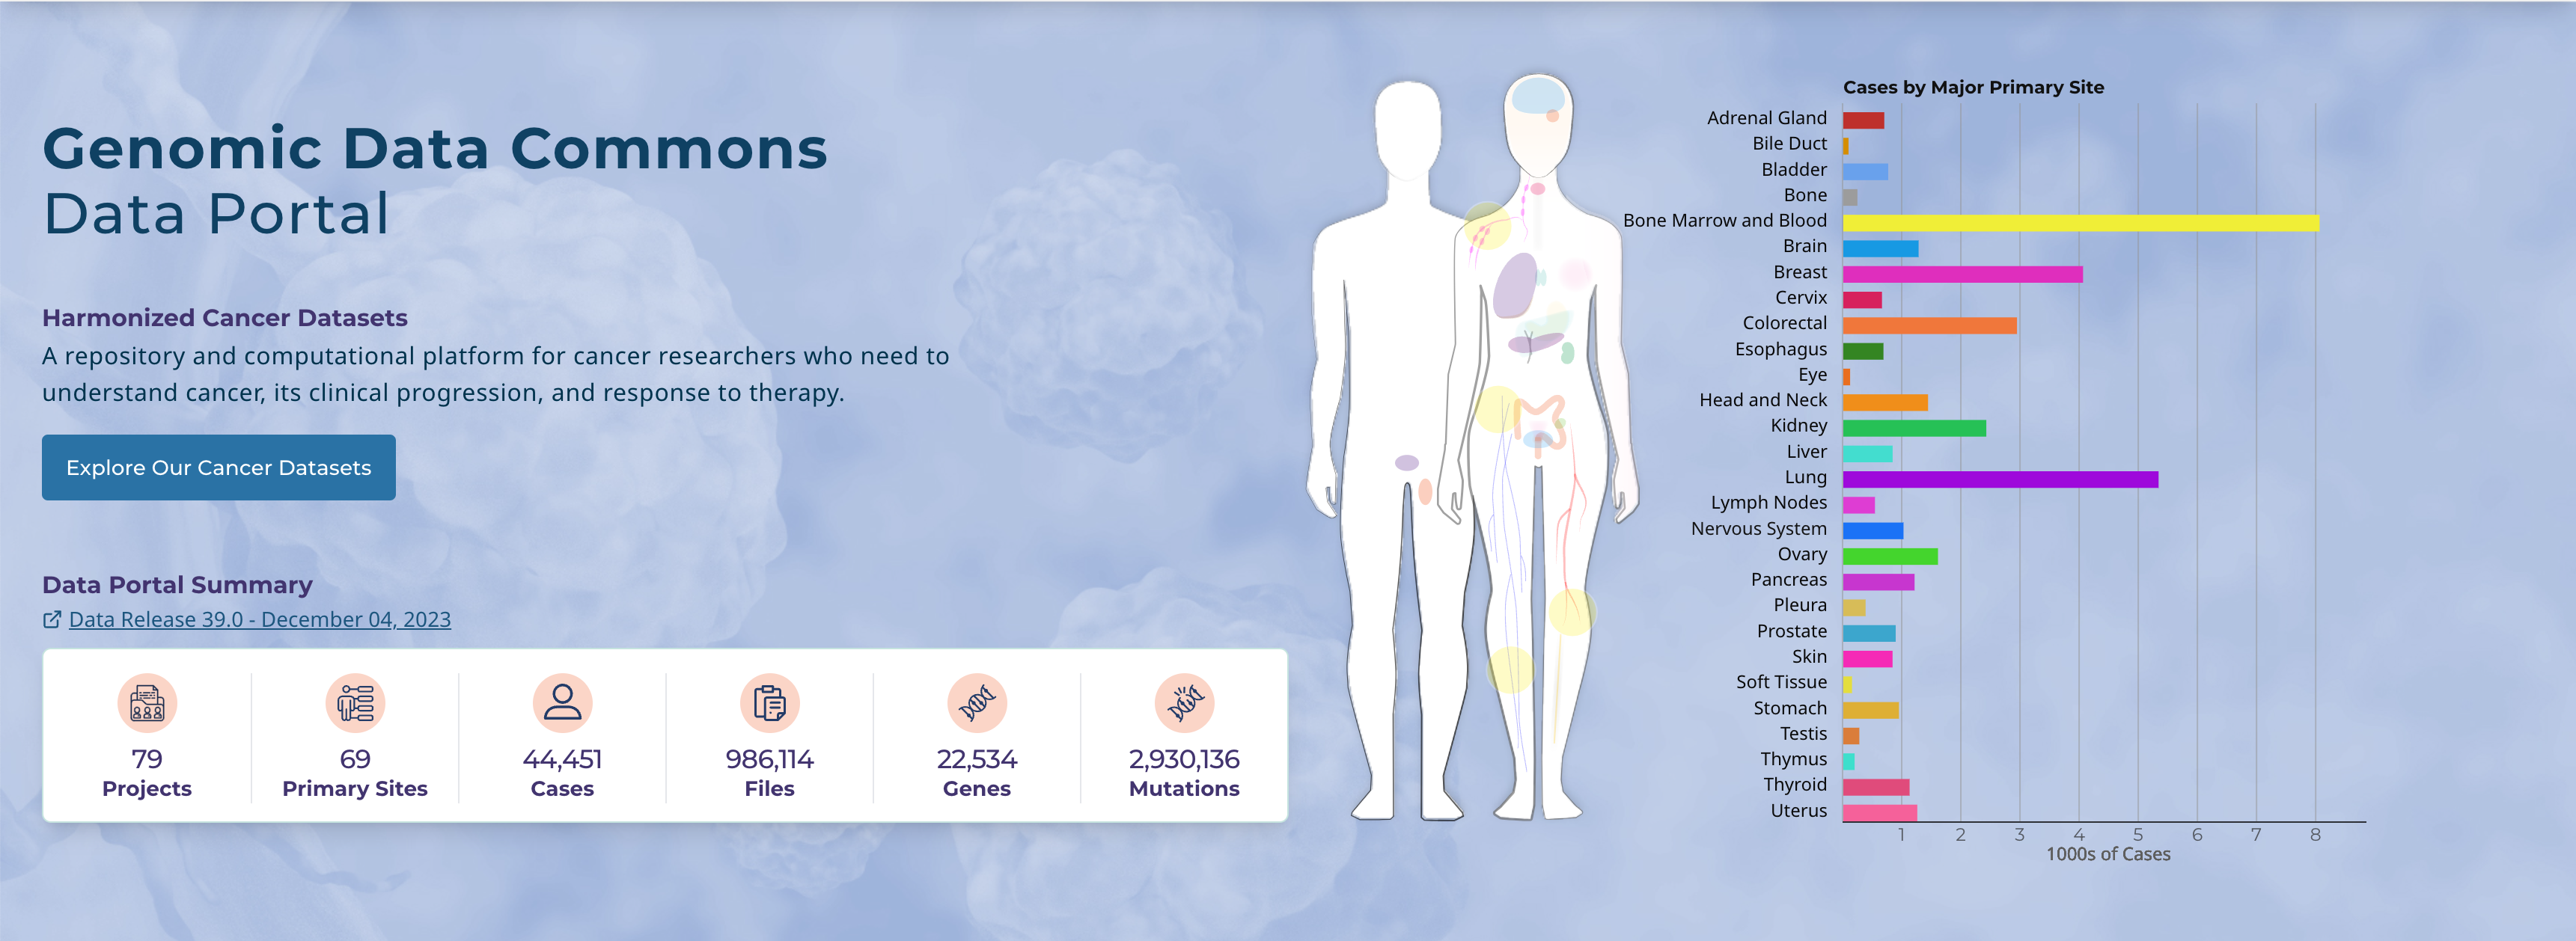 Genomic Data Commons
Data Portal
Harmonized Cancer Datasets
A repository and computational platform for cancer researchers who need to
understand cancer, its clinical progression, and response to therapy.
Explore Our Cancer Datasets
Data Portal Summary
Data Release 39.0 - December 04, 2023
79
Projects
69
Primary Sites
44,451
Cases
986,114
Files
22,534
Genes
2,930,136
Mutations
Cases by Major Primary Site
Adrenal Gland
Bile Duct
Bladder
Bone
Bone Marrow and Blood
Brain
Breast
Cervix
Colorectal
Esophagus
Eye
Head and Neck
Kidney
Liver
Lung
Lymph Nodes
Nervous System
Ovary
Pancreas
Pleura
Prostate
Skin
Soft Tissue
Stomach
Testis
Thymus
Thyroid
Uterus
1 2 3 4 5 6 7 8
1000s of Cases